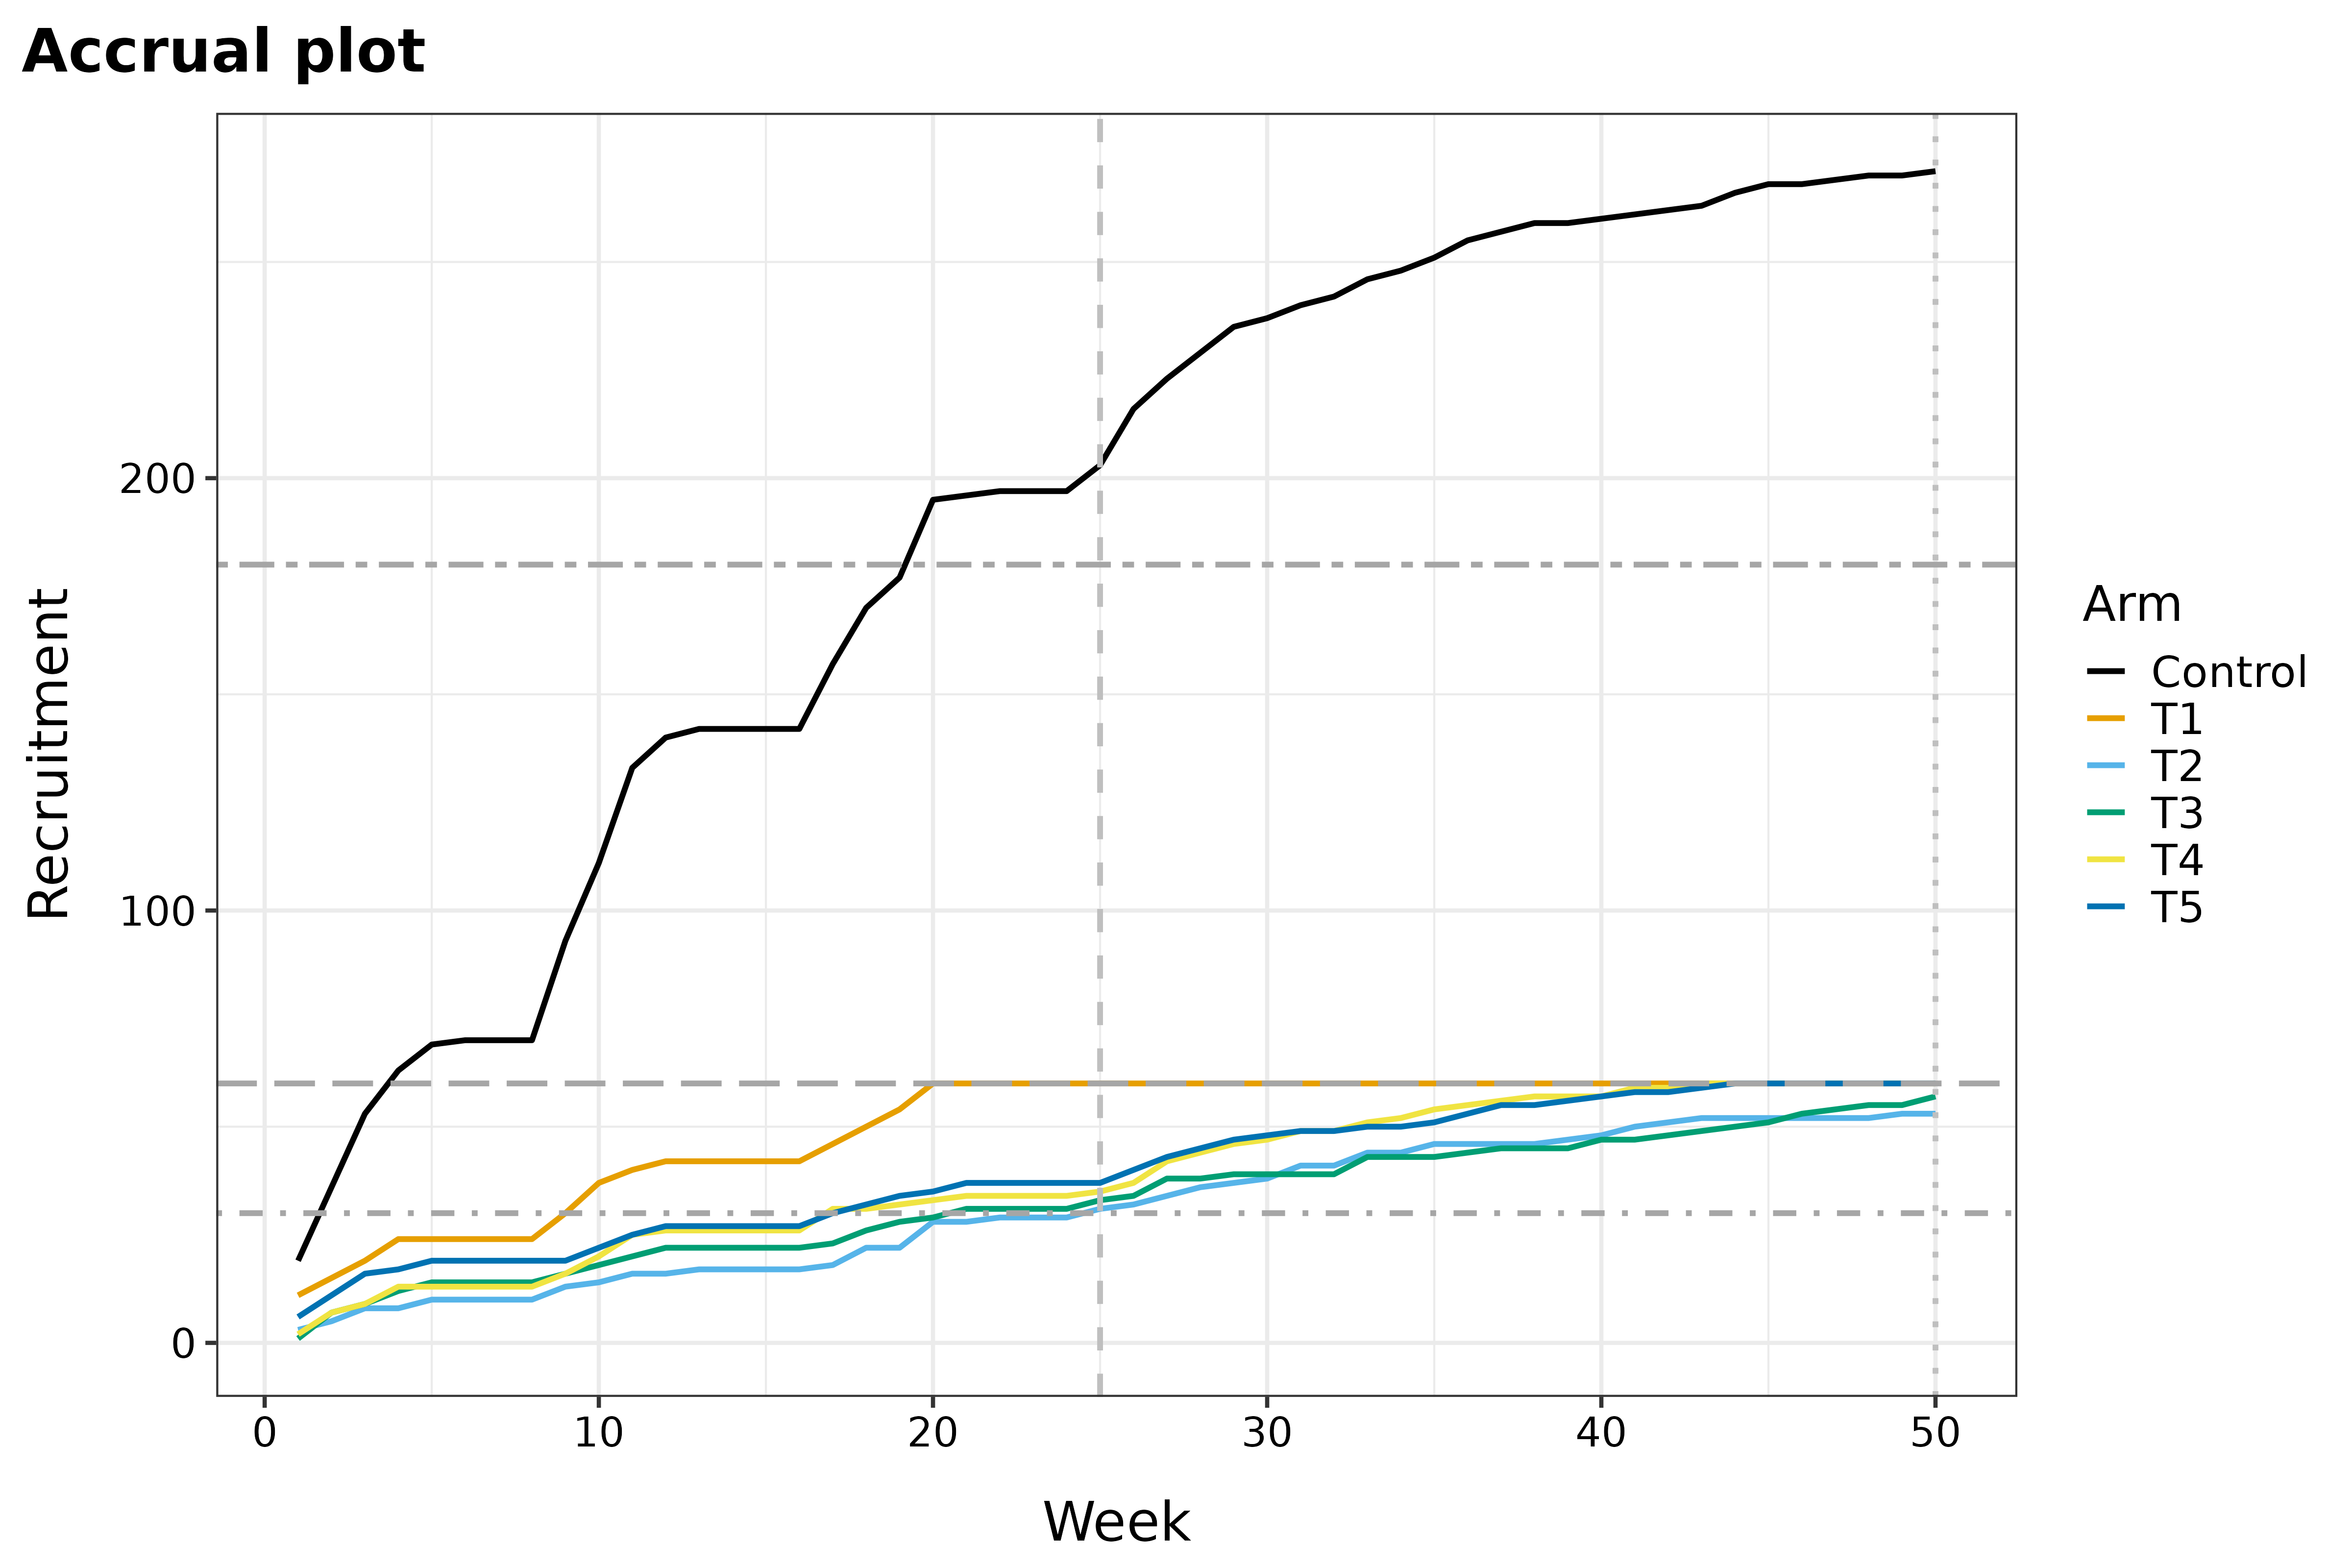 Accrual plot
Recruitment
200
100
0
0 10 20 30 40 50
Week
Arm
Control
T1
T2
T3
T4
T5